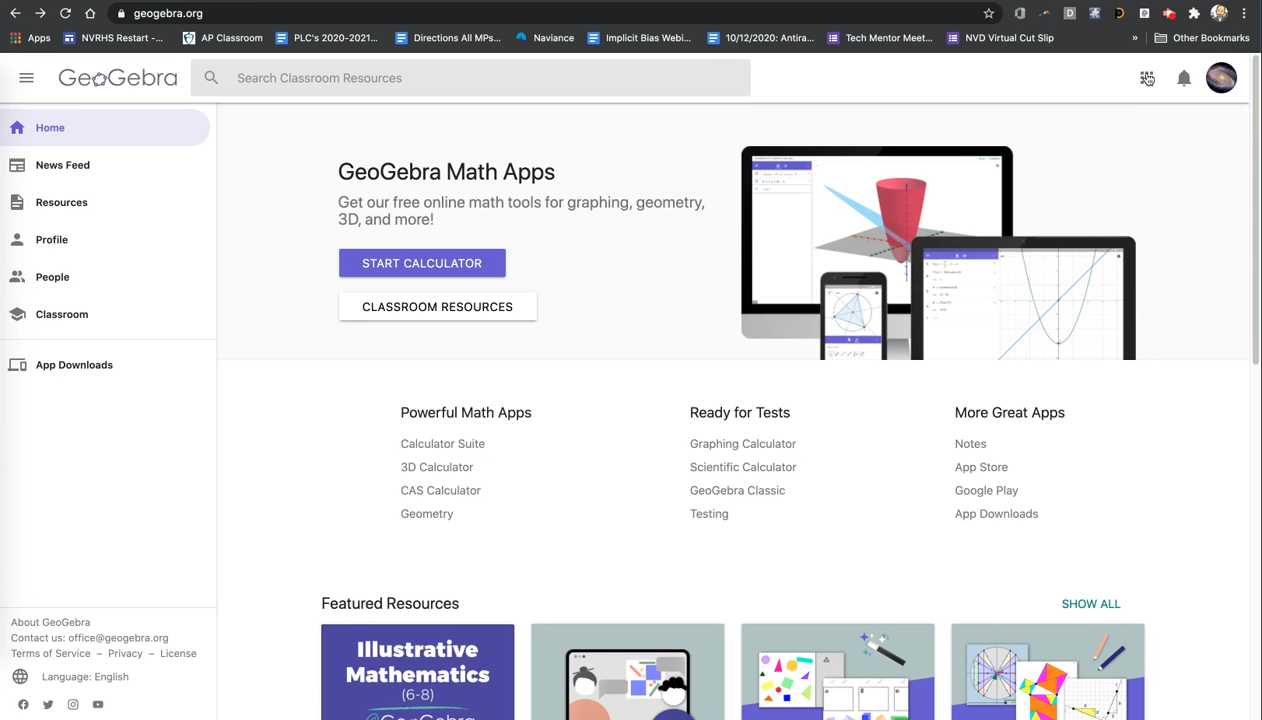 geogebra.org
Apps
NVRHS Restart -...
AP Classroom
PLC's 2020-2021...
Directions All MPs...
Naviance
Implicit Bias Webi...
10/12/2020: Antira...
Tech Mentor Meet...
NVD Virtual Cut Slip
»
Other Bookmarks
GeoGebra
Search Classroom Resources
Home
News Feed
Resources
Profile
People
Classroom
App Downloads
GeoGebra Math Apps
Get our free online math tools for graphing, geometry,
3D, and more!
START CALCULATOR
CLASSROOM RESOURCES
Powerful Math Apps
Calculator Suite
3D Calculator
CAS Calculator
Geometry
Ready for Tests
Graphing Calculator
Scientific Calculator
GeoGebra Classic
Testing
More Great Apps
Notes
App Store
Google Play
App Downloads
Featured Resources
SHOW ALL
Illustrative
Mathematics
(6-8)
@GeoGebra
About GeoGebra
Contact us: office@geogebra.org
Terms of Service – Privacy – License
Language: English